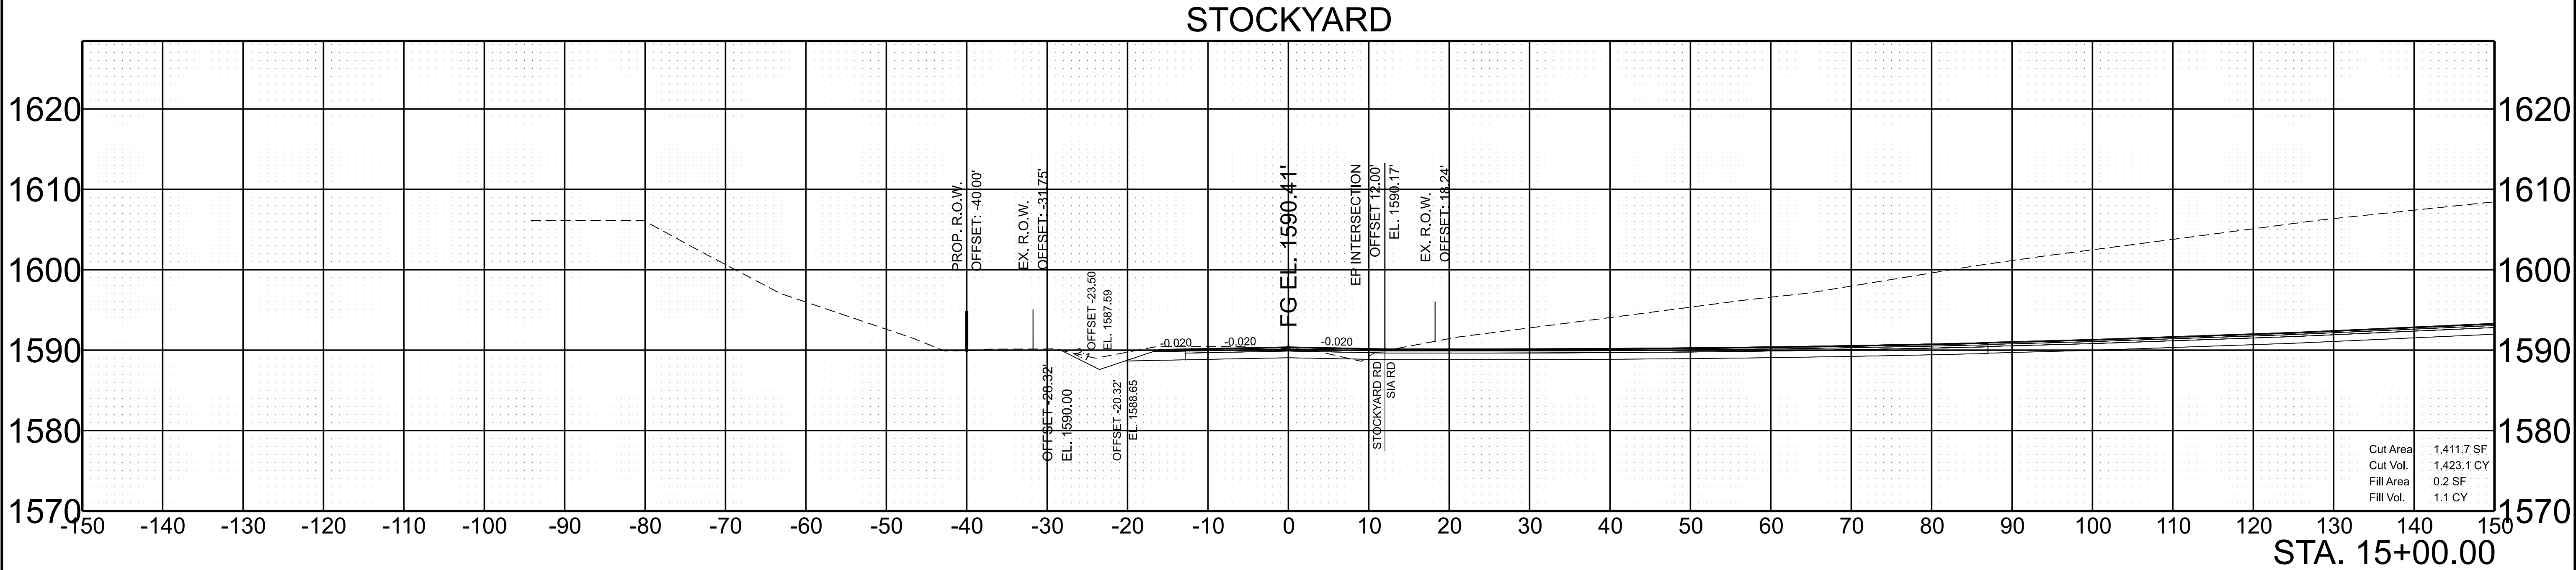 STOCKYARD
1620
1620
1610
1610
1600
1600
1590
1590
1580
1580
1570
1570
PROP. R.O.W.
OFFSET: -40.00'
EX. R.O.W.
OFFSET: -31.75'
OFFSET -23.50
EL. 1587.59
FG EL. 1590.41'
EP INTERSECTION
OFFSET 12.00'
EL. 1590.17'
EX. R.O.W.
OFFSET: 18.24'
-0.020
-0.020
-0.020
OFFSET -28.32'
EL. 1590.00
OFFSET -20.32'
EL. 1588.65
STOCKYARD RD
SIA RD
Cut Area 1,411.7 SF
Cut Vol. 1,423.1 CY
Fill Area 0.2 SF
Fill Vol. 1.1 CY
-150 -140 -130 -120 -110 -100 -90 -80 -70 -60 -50 -40 -30 -20 -10 0 10 20 30 40 50 60 70 80 90 100 110 120 130 140 150
STA. 15+00.00